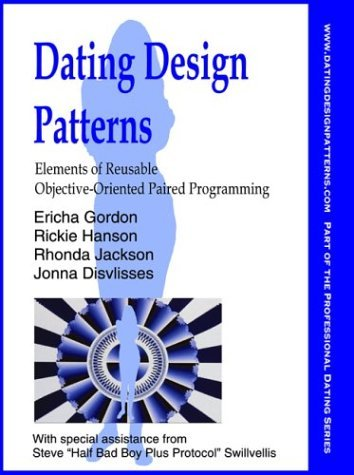 Dating Design
Patterns
Elements of Reusable
Objective-Oriented Paired Programming
Ericha Gordon
Rickie Hanson
Rhonda Jackson
Jonna Disvlisses
With special assistance from
Steve "Half Bad Boy Plus Protocol" Swillvellis
www.datingdesignpatterns.com Part of the Professional Dating Series